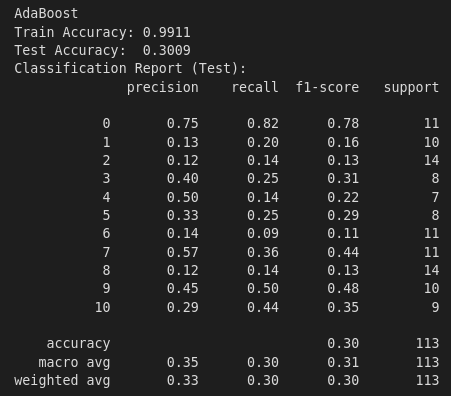 AdaBoost
Train Accuracy: 0.9911
Test Accuracy:  0.3009
Classification Report (Test):
              precision    recall  f1-score   support

           0       0.75      0.82      0.78        11
           1       0.13      0.20      0.16        10
           2       0.12      0.14      0.13        14
           3       0.40      0.25      0.31         8
           4       0.50      0.14      0.22         7
           5       0.33      0.25      0.29         8
           6       0.14      0.09      0.11        11
           7       0.57      0.36      0.44        11
           8       0.12      0.14      0.13        14
           9       0.45      0.50      0.48        10
          10       0.29      0.44      0.35         9

    accuracy                           0.30       113
   macro avg       0.35      0.30      0.31       113
weighted avg       0.33      0.30      0.30       113